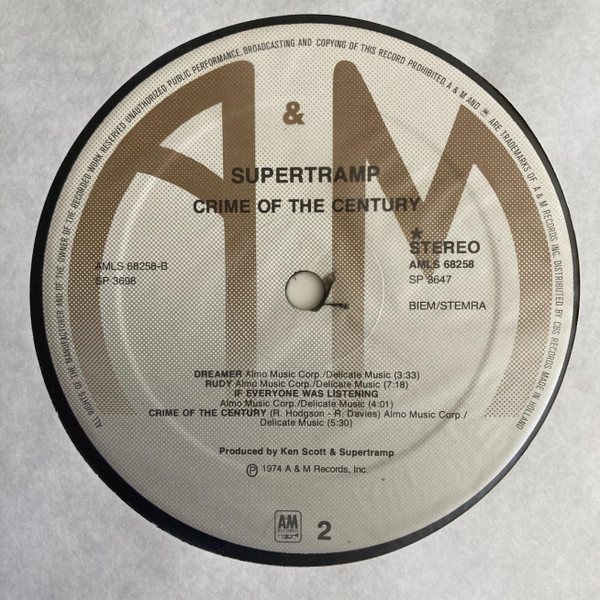 ALL RIGHTS OF THE MANUFACTURER AND OF THE OWNER OF THE RECORDED WORK RESERVED UNAUTHORIZED PUBLIC PERFORMANCE, BROADCASTING AND COPYING OF THIS RECORD PROHIBITED. A & M AND ARE TRADEMARKS OF A & M RECORDS INC. DISTRIBUTED BY CBS RECORDS MADE IN HOLLAND
A & M
SUPERTRAMP
CRIME OF THE CENTURY
★
STEREO
AMLS 68258-B
SP 3698
AMLS 68258
SP 3647
BIEM/STEMRA
DREAMER Almo Music Corp./Delicate Music (3:33)
RUDY Almo Music Corp./Delicate Music (7:18)
IF EVERYONE WAS LISTENING
Almo Music Corp./Delicate Music (4:01)
CRIME OF THE CENTURY (R. Hodgson - R. Davies) Almo Music Corp./
Delicate Music (5:30)
Produced by Ken Scott & Supertramp
℗ 1974 A & M Records, Inc.
A&M
RECORDS
2